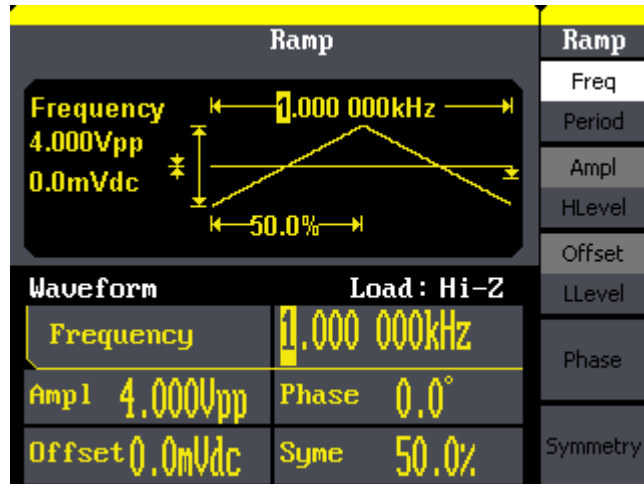 Ramp
Frequency
1.000 000kHz
4.000Vpp
0.0mVdc
50.0%
Waveform Load: Hi-Z
Frequency 1.000 000kHz
Ampl 4.000Vpp Phase 0.0°
Offset 0.0mVdc Syme 50.0%
Ramp
Freq
Period
Ampl
HLevel
Offset
LLevel
Phase
Symmetry